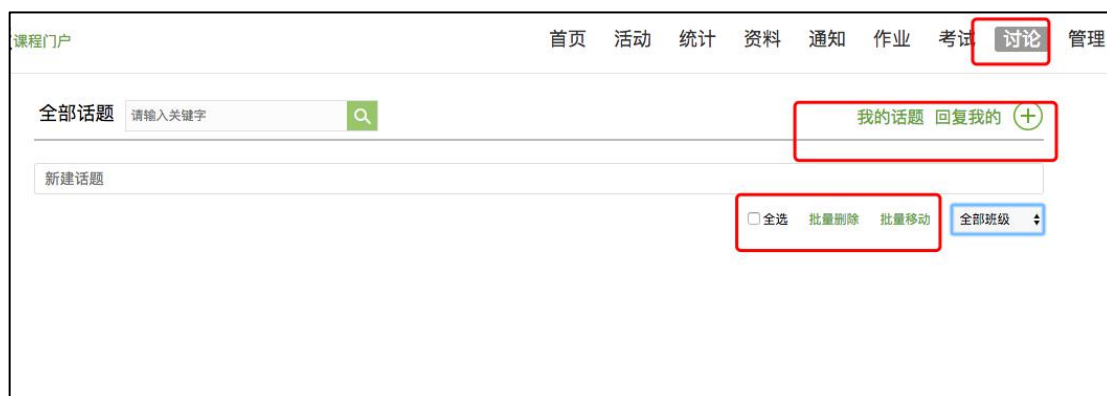 课程门户 首页 活动 统计 资料 通知 作业 考试 讨论 管理
全部话题 请输入关键字 我的话题 回复我的
新建话题
全选 批量删除 批量移动 全部班级